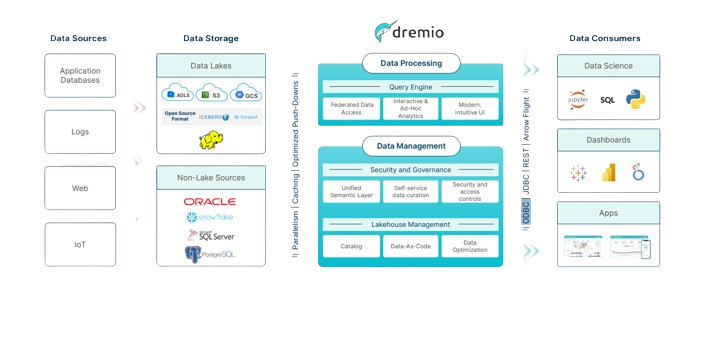 dremio
Data Sources
Data Storage
Data Consumers
Application
Databases
Logs
Web
IoT
Data Lakes
ADLS
S3
GCS
Open Source
Format
ICEBERG
Parquet
Non-Lake Sources
ORACLE
snowflake
SQL Server
PostgreSQL
|| Parallelism | Caching | Optimized Push-Downs ||
Data Processing
Query Engine
Federated Data
Access
Interactive &
Ad-Hoc
Analytics
Modern,
Intuitive UI
Data Management
Security and Governance
Unified
Semantic Layer
Self-service
data curation
Security and
access
controls
Lakehouse Management
Catalog
Data-As-Code
Data
Optimization
|| ODBC | JDBC | REST | Arrow Flight ||
Data Science
jupyter
SQL
Dashboards
Apps